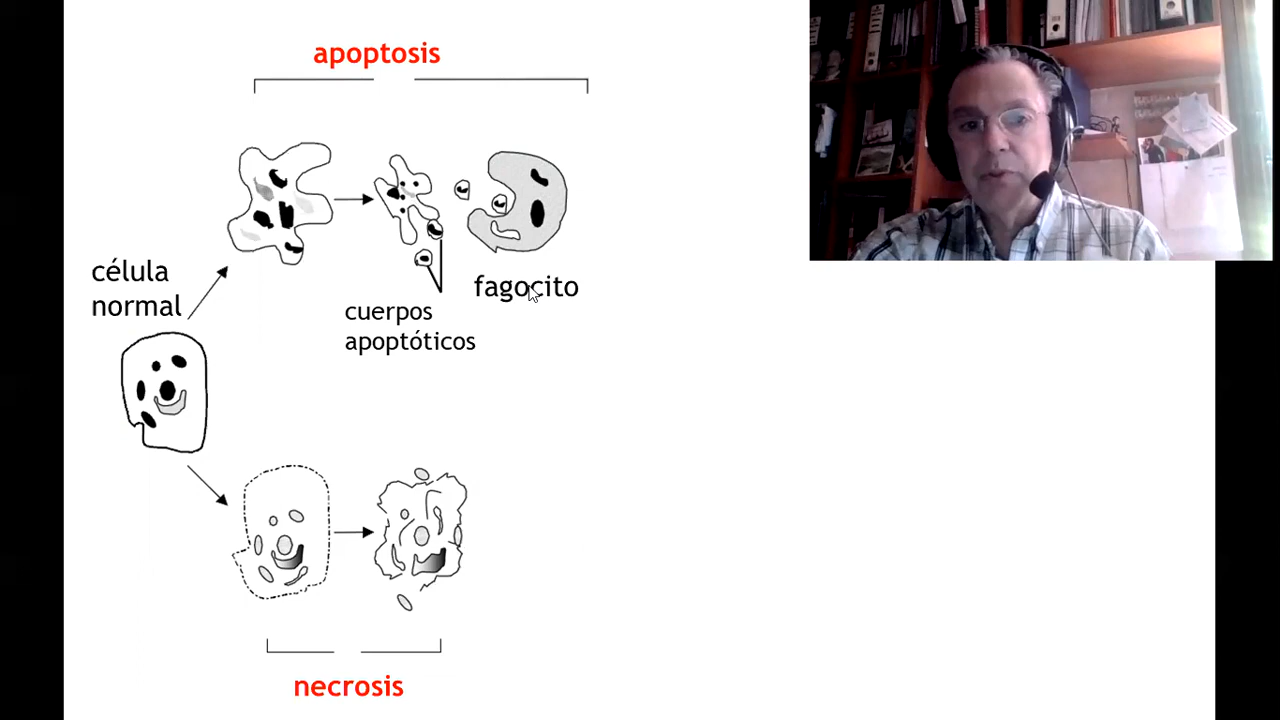 apoptosis
célula
normal
fagocito
cuerpos
apoptóticos
necrosis